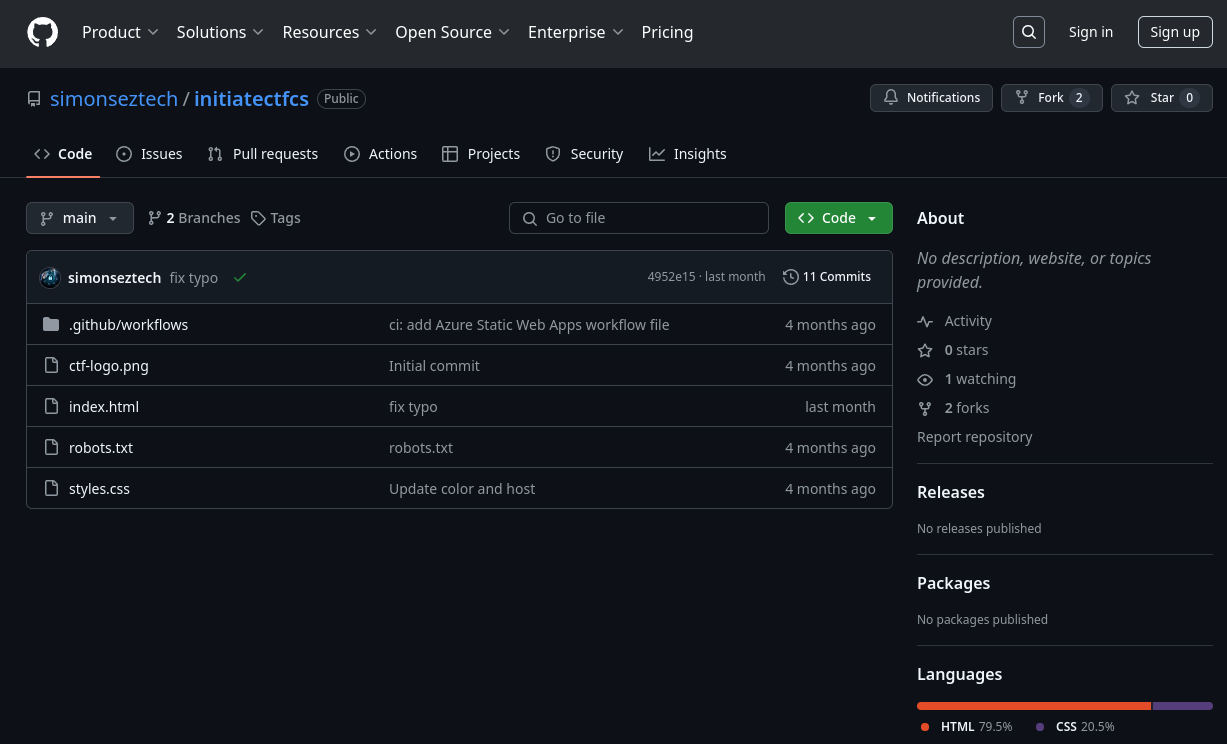 Product Solutions Resources Open Source Enterprise Pricing Sign in Sign up
simonseztech / initiatectfcs Public Notifications Fork 2 Star 0
Code Issues Pull requests Actions Projects Security Insights
main 2 Branches Tags Go to file Code
simonseztech fix typo 4952e15 · last month 11 Commits
.github/workflows ci: add Azure Static Web Apps workflow file 4 months ago
ctf-logo.png Initial commit 4 months ago
index.html fix typo last month
robots.txt robots.txt 4 months ago
styles.css Update color and host 4 months ago
About
No description, website, or topics
provided.
Activity
0 stars
1 watching
2 forks
Report repository
Releases
No releases published
Packages
No packages published
Languages
HTML 79.5% CSS 20.5%